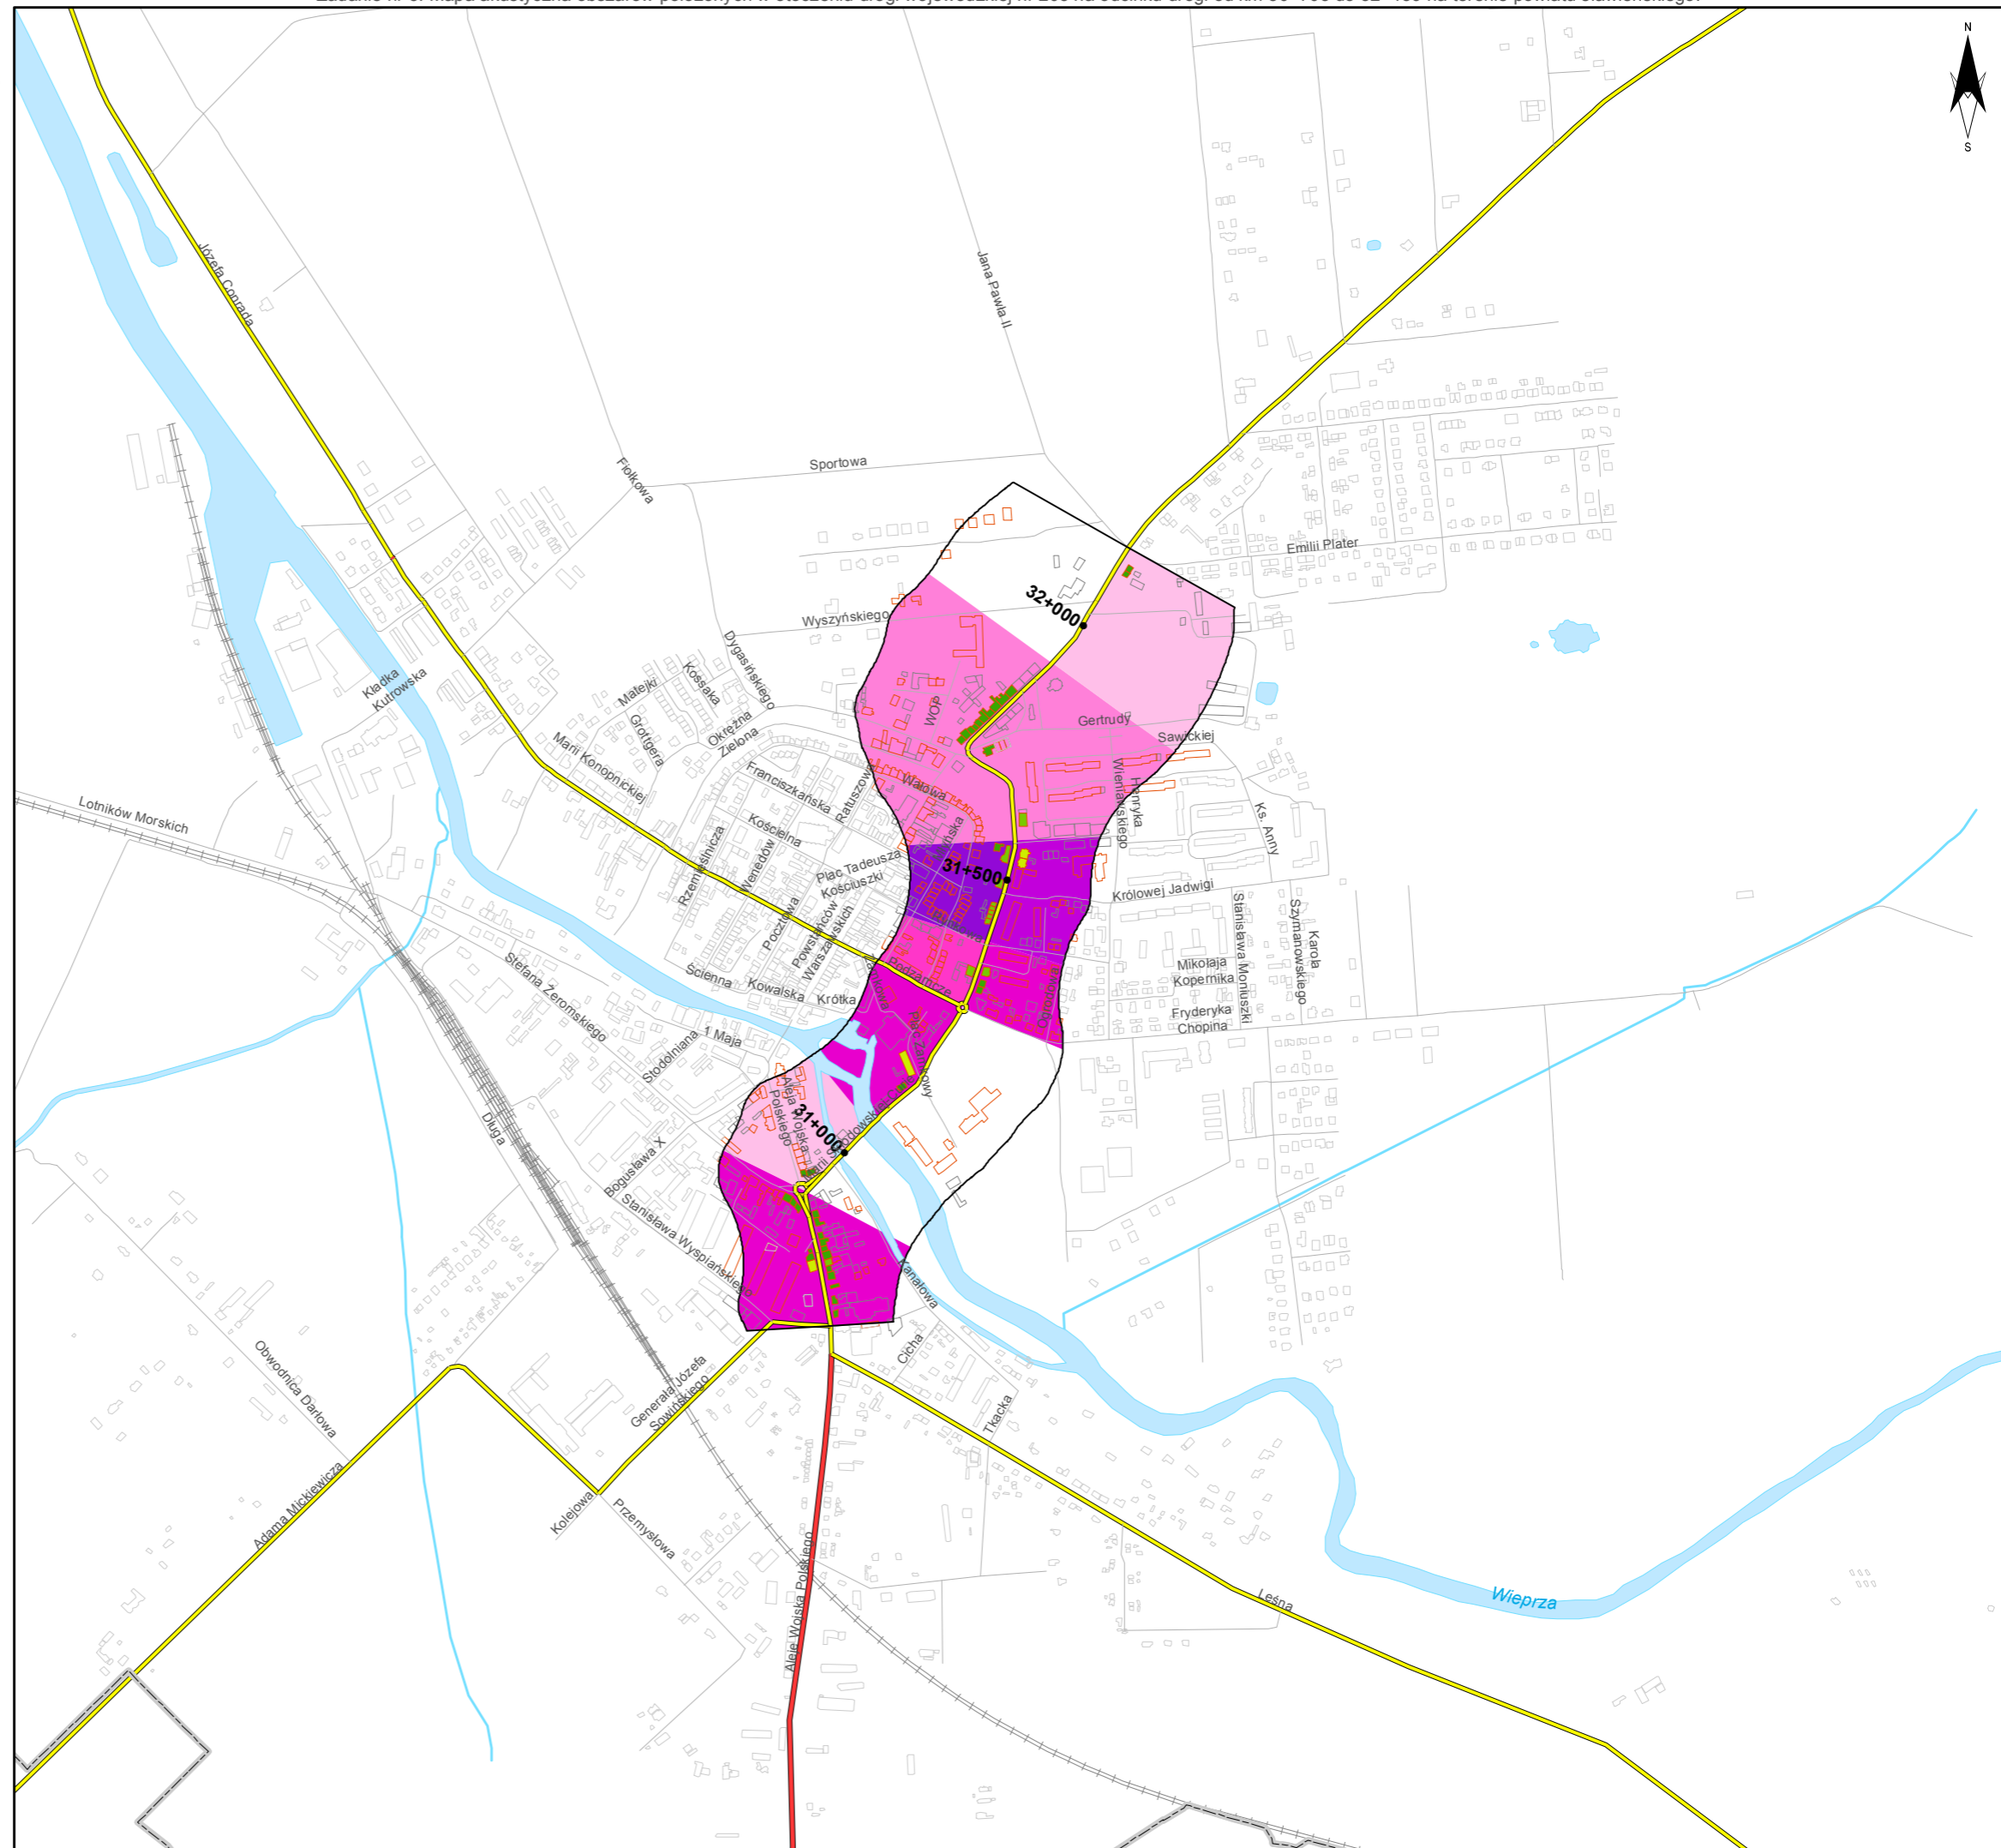 N
S
Józefa Conrada
Jana Pawła II
Fiołkowa
Sportowa
Emilii Plater
32+000
Wyszyńskiego
Dygasińskiego
Kossaka
Matejki
Kładka
Kutrowska
Grottgera
Okrężna
Zielona
WOP
Gertrudy
Sawickiej
Marii Konopnickiej
Franciszkańska
Ratuszowa
Wałowa
Henryka
Wieniawskiego
Ks. Anny
Lotników Morskich
Kościelna
Rzemieślnicza
Wenedów
Plac Tadeusza
Kościuszki
31+500
Królowej Jadwigi
Pocztowa
Powstańców
Warszawskich
Stanisława Moniuszki
Karola
Szymanowskiego
Mikołaja
Kopernika
Stefana Żeromskiego
Ścienna
Kowalska
Krótka
Podzamcze
Ogrodowa
Fryderyka
Chopina
1 Maja
Stodolniana
Plac Zamkowy
Aleja Wojska
Polskiego
31+000
Długa
Bogusława X
Stanisława Wyspiańskiego
Kanałowa
Cicha
Obwodnica Darłowa
Generała Józefa
Sowińskiego
Tkacka
Adama Mickiewicza
Kolejowa
Przemysłowa
Aleje Wojska Polskiego
Leśna
Wieprza